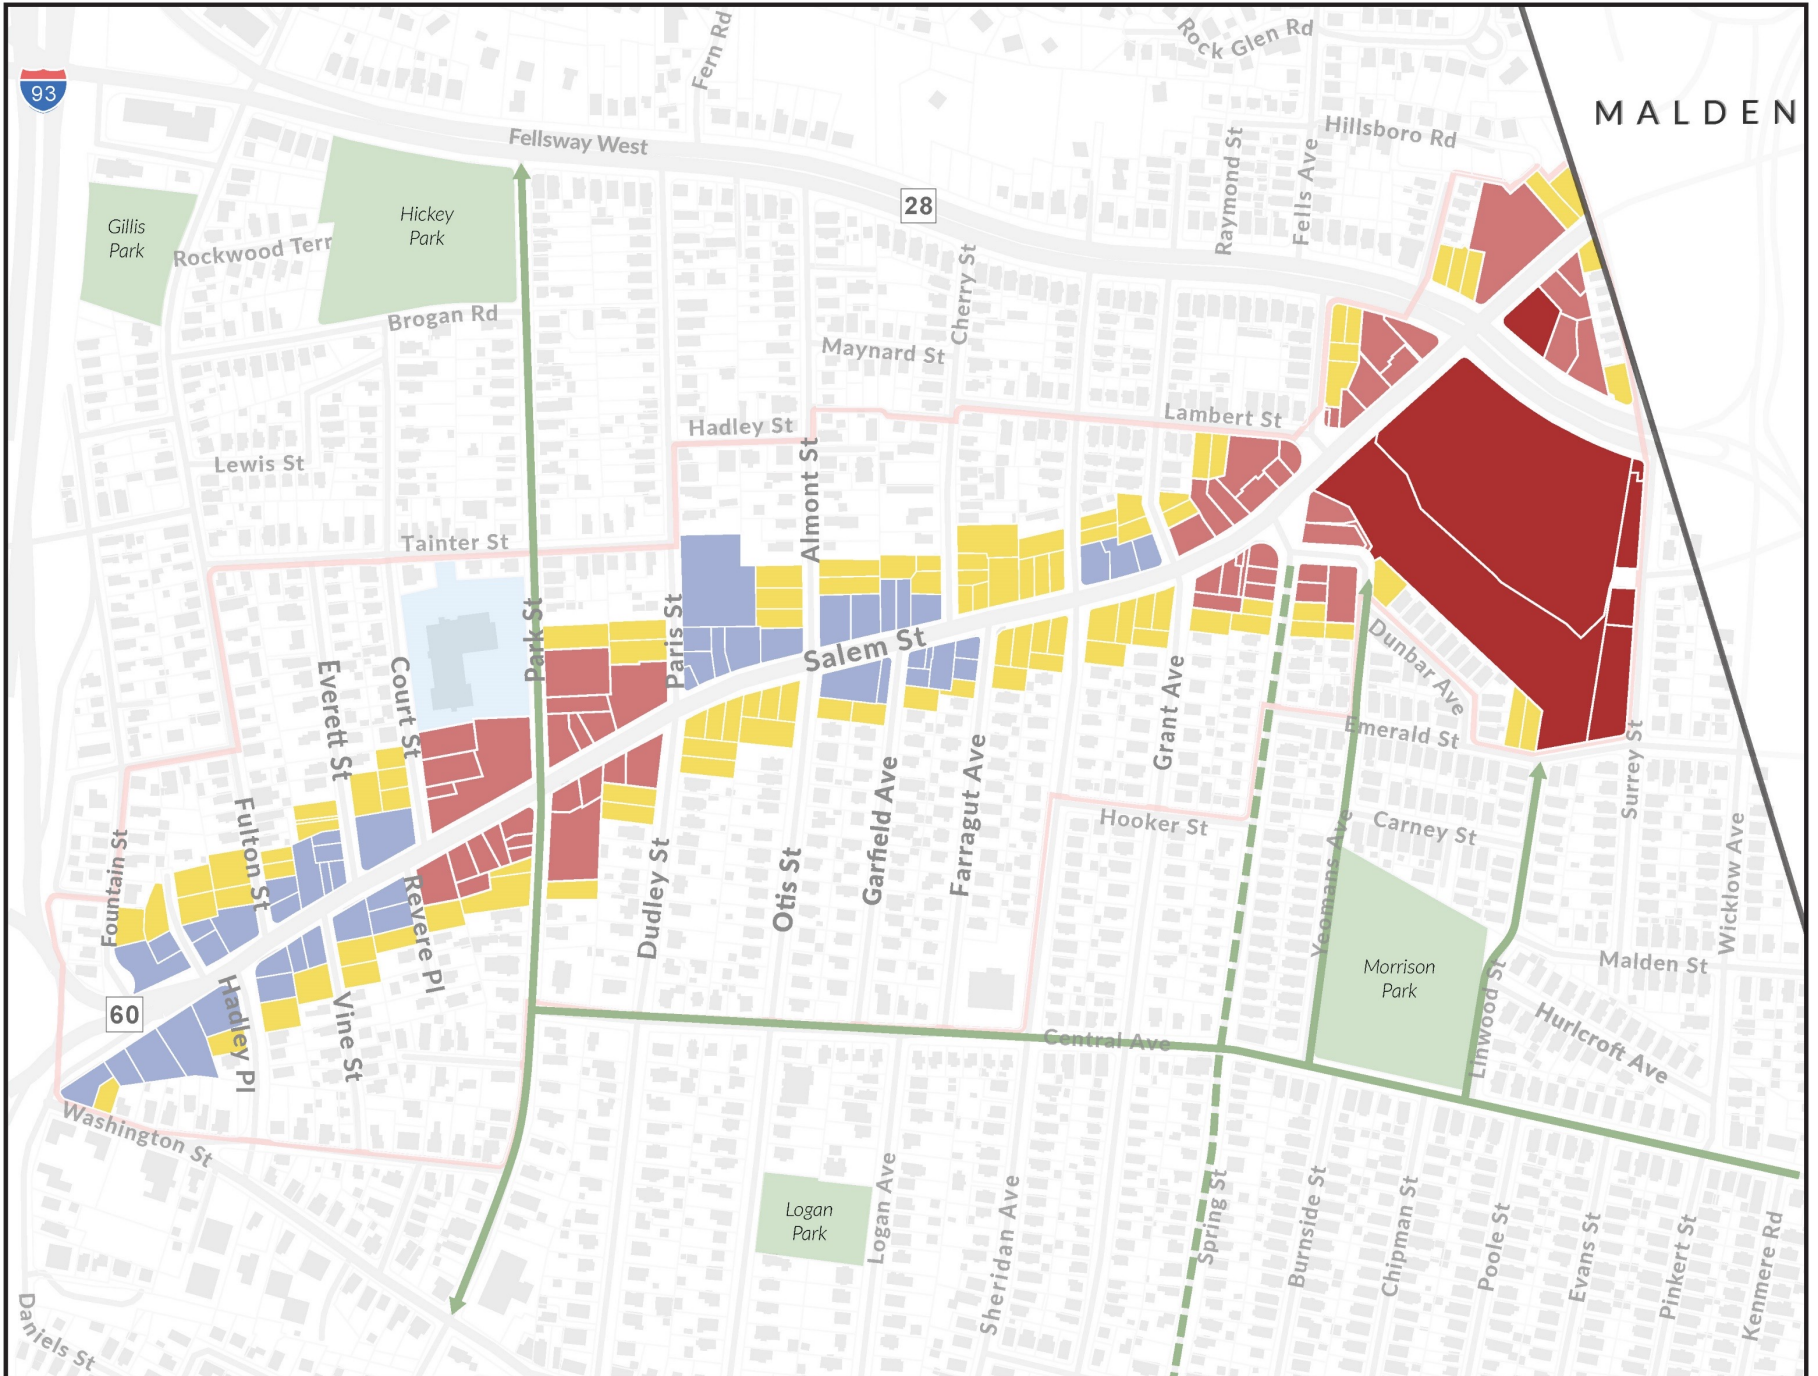 Rock Glen Rd
Fern Rd
93
MALDEN
Hillsboro Rd
Fellsway West
Raymond St
Fells Ave
28
Gillis
Park
Hickey
Park
Rockwood Terr
Cherry St
Brogan Rd
Maynard St
Lambert St
Hadley St
Almont St
Lewis St
Tainter St
Park St
Paris St
Salem St
Dunbar Ave
Everett St
Court St
Grant Ave
Emerald St
Surrey St
Fulton St
Farragut Ave
Garfield Ave
Hooker St
Carney St
Yeomans Ave
Fountain St
Revere Pl
Dudley St
Otis St
Wicklow Ave
Morrison
Park
Malden St
Linwood St
60
Hadley Pl
Vine St
Central Ave
Hurlcroft Ave
Washington St
Logan
Park
Logan Ave
Sheridan Ave
Spring St
Burnside St
Chipman St
Poole St
Evans St
Pinkert St
Kenmere Rd
Daniels St